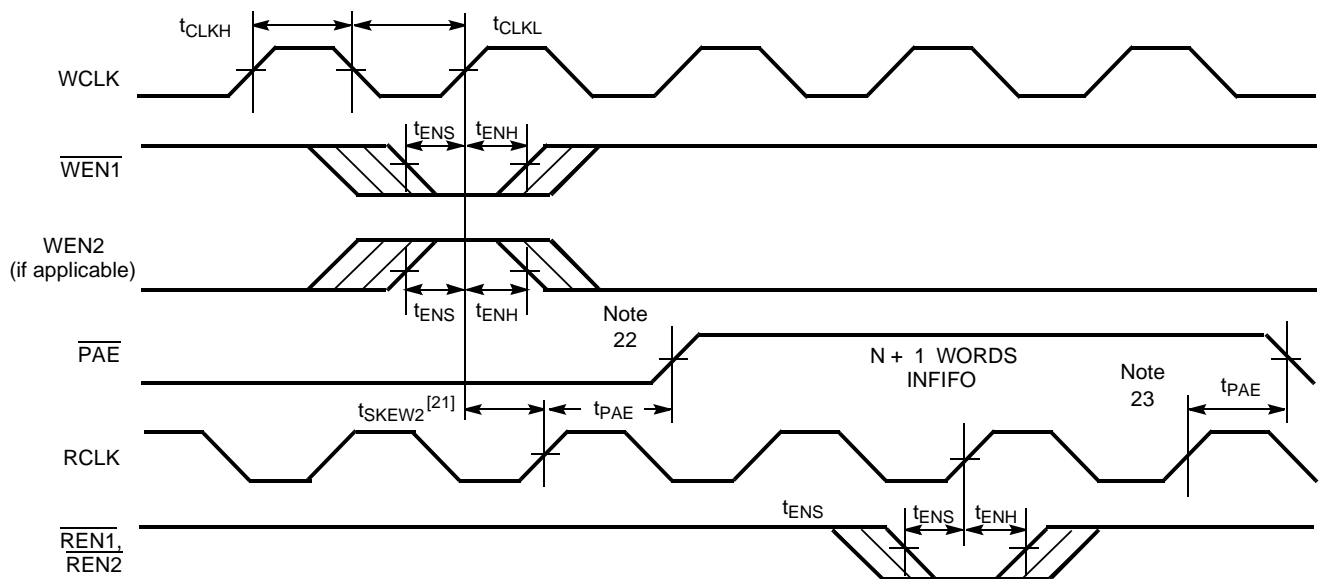 tCLKH
tCLKL
WCLK
tENS
tENH
WEN1
WEN2
(if applicable)
tENS
tENH
Note
22
PAE
N + 1 WORDS
INFIFO
Note
23
tSKEW2[21]
tPAE
tPAE
RCLK
tENS
tENS
tENH
REN1,
REN2